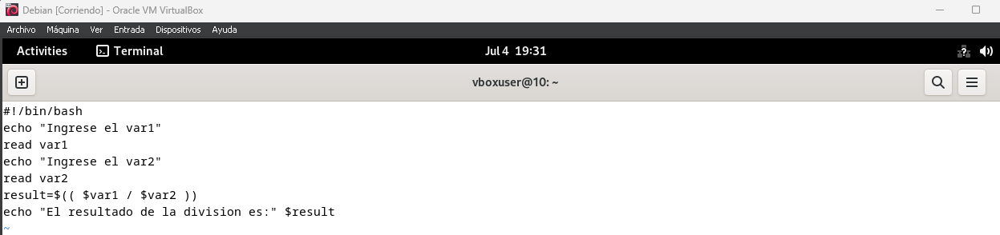 Debian [Corriendo] - Oracle VM VirtualBox
Archivo Máquina Ver Entrada Dispositivos Ayuda
Activities Terminal Jul 4 19:31
vboxuser@10: ~
#!/bin/bash
echo "Ingrese el var1"
read var1
echo "Ingrese el var2"
read var2
result=$(( $var1 / $var2 ))
echo "El resultado de la division es:" $result
~